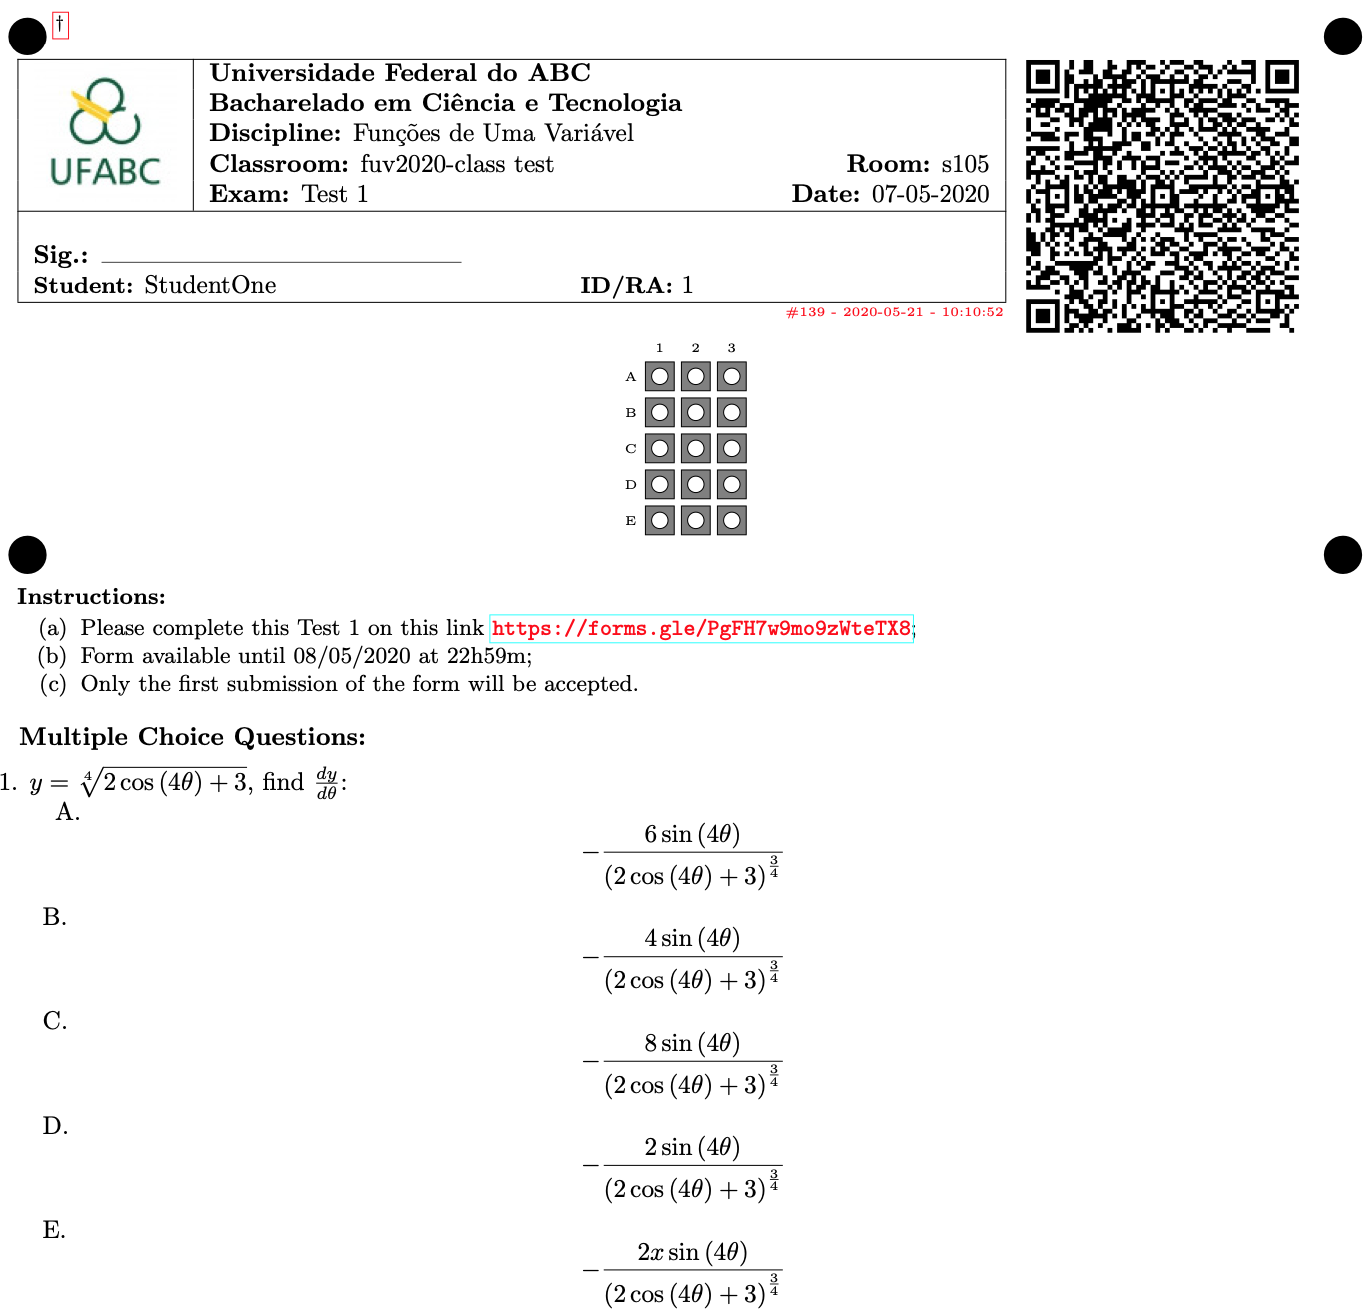 †
Universidade Federal do ABC
Bacharelado em Ciência e Tecnologia
Discipline: Funções de Uma Variável
Classroom: fuv2020-class test Room: s105
Exam: Test 1 Date: 07-05-2020
UFABC
Sig.:
Student: StudentOne ID/RA: 1
#139 - 2020-05-21 - 10:10:52
1 2 3
A
B
C
D
E
Instructions:
(a) Please complete this Test 1 on this link https://forms.gle/PgFH7w9mo9zWteTX8;
(b) Form available until 08/05/2020 at 22h59m;
(c) Only the first submission of the form will be accepted.
Multiple Choice Questions:
1. $y = \sqrt[4]{2\cos(4\theta)+3}$, find $\frac{dy}{d\theta}$:
A.
$-\frac{6\sin(4\theta)}{(2\cos(4\theta)+3)^{\frac{3}{4}}}$
B.
$-\frac{4\sin(4\theta)}{(2\cos(4\theta)+3)^{\frac{3}{4}}}$
C.
$-\frac{8\sin(4\theta)}{(2\cos(4\theta)+3)^{\frac{3}{4}}}$
D.
$-\frac{2\sin(4\theta)}{(2\cos(4\theta)+3)^{\frac{3}{4}}}$
E.
$-\frac{2x\sin(4\theta)}{(2\cos(4\theta)+3)^{\frac{3}{4}}}$